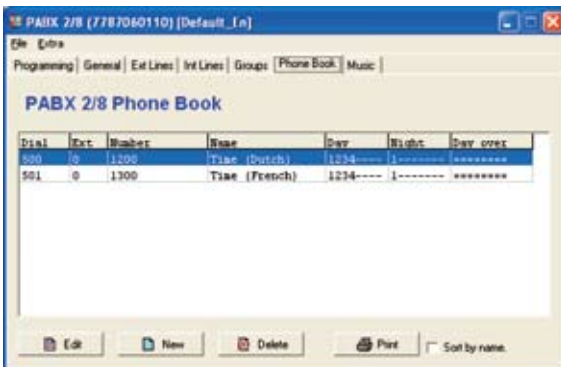 PABX 2/8 (7787060110) [Default_En]
File Extra
Programming General Ext Lines Int Lines Groups Phone Book Music
PABX 2/8 Phone Book
Dial Ext Number Name Day Night Day over
500 0 1200 Time (Dutch) 1234---- 1------- ********
501 0 1300 Time (French) 1234---- 1------- ********
Edit New Delete Print Sort by name.